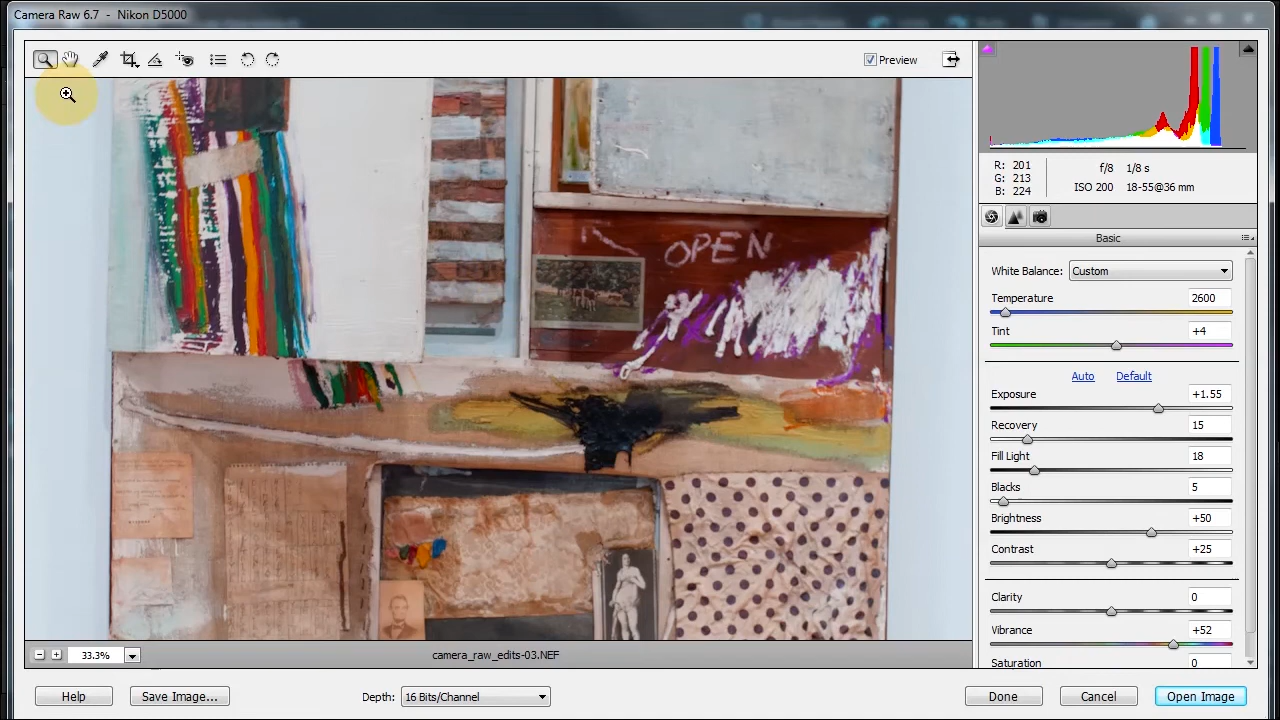 Camera Raw 6.7 - Nikon D5000
Preview
R: 201
G: 213
B: 224
f/8 1/8 s
ISO 200 18-55@36 mm
Basic
White Balance: Custom
Temperature 2600
Tint +4
Auto Default
Exposure +1.55
Recovery 15
Fill Light 18
Blacks 5
Brightness +50
Contrast +25
Clarity 0
Vibrance +52
Saturation 0
OPEN
33.3%
camera_raw_edits-03.NEF
Help
Save Image...
Depth: 16 Bits/Channel
Done
Cancel
Open Image